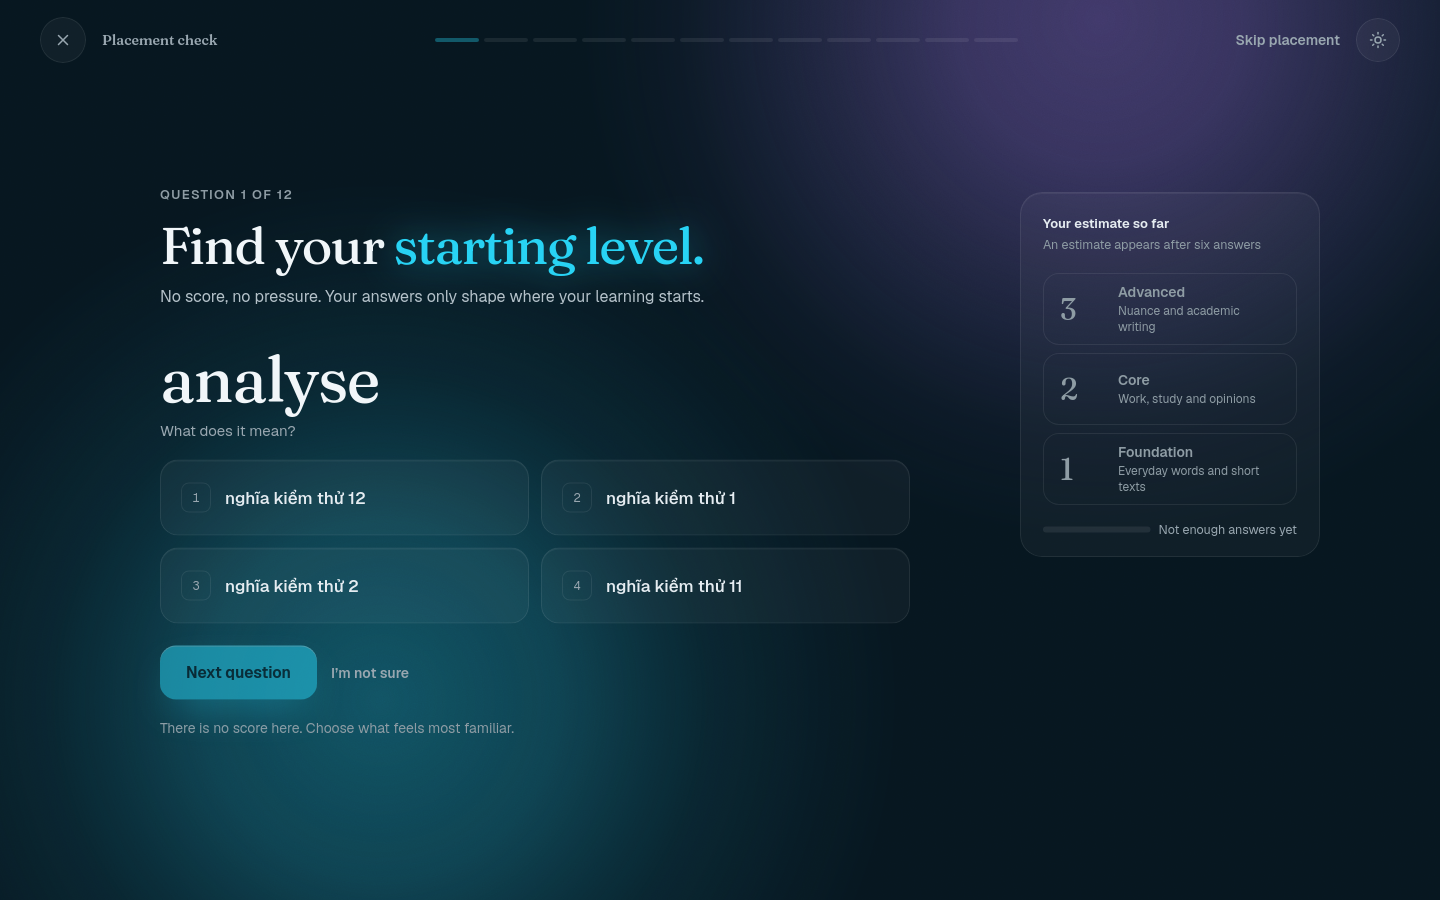 Placement check
Skip placement
QUESTION 1 OF 12
Find your starting level.
No score, no pressure. Your answers only shape where your learning starts.
analyse
What does it mean?
1 nghĩa kiểm thử 12
2 nghĩa kiểm thử 1
3 nghĩa kiểm thử 2
4 nghĩa kiểm thử 11
Next question
I'm not sure
There is no score here. Choose what feels most familiar.
Your estimate so far
An estimate appears after six answers
3
Advanced
Nuance and academic
writing
2
Core
Work, study and opinions
1
Foundation
Everyday words and short
texts
Not enough answers yet